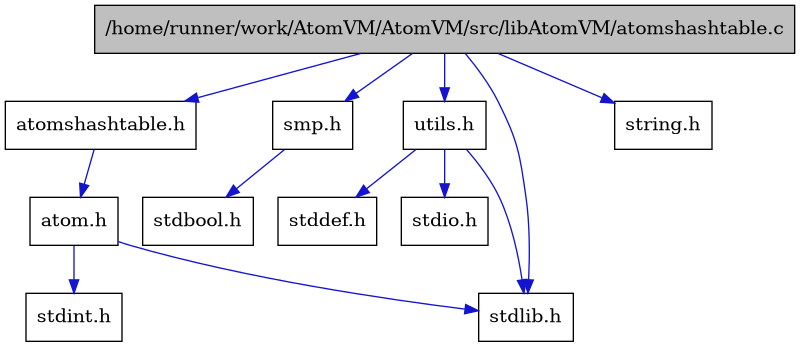 /home/runner/work/AtomVM/AtomVM/src/libAtomVM/atomshashtable.c
atomshashtable.h
smp.h
utils.h
string.h
atom.h
stdbool.h
stddef.h
stdio.h
stdint.h
stdlib.h